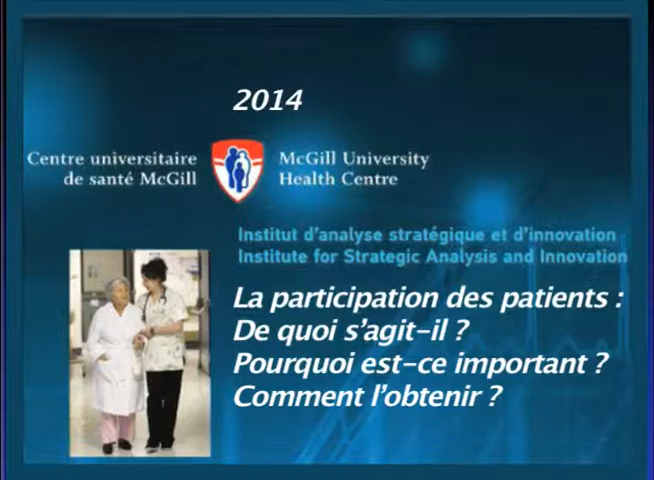 2014
Centre universitaire
de santé McGill
McGill University
Health Centre
Institut d'analyse stratégique et d'innovation
Institute for Strategic Analysis and Innovation
La participation des patients :
De quoi s'agit-il ?
Pourquoi est-ce important ?
Comment l'obtenir ?